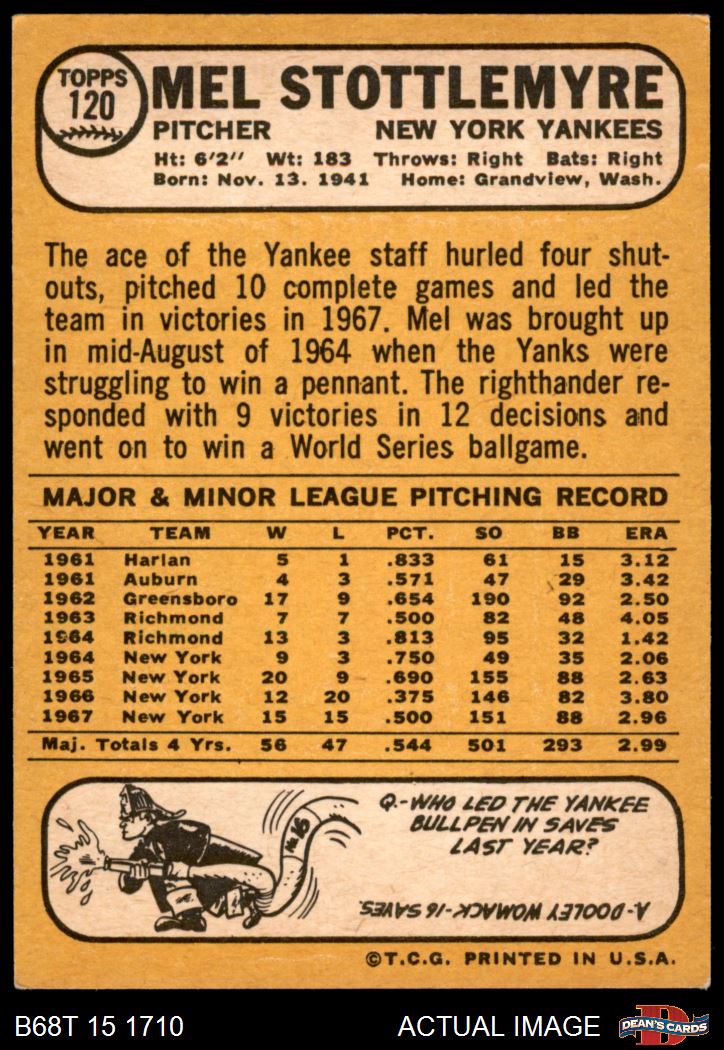 TOPPS
120
MEL STOTTLEMYRE
PITCHER NEW YORK YANKEES
Ht: 6'2" Wt: 183 Throws: Right Bats: Right
Born: Nov. 13. 1941 Home: Grandview, Wash.
The ace of the Yankee staff hurled four shut-
outs, pitched 10 complete games and led the
team in victories in 1967. Mel was brought up
in mid-August of 1964 when the Yanks were
struggling to win a pennant. The righthander re-
sponded with 9 victories in 12 decisions and
went on to win a World Series ballgame.
MAJOR & MINOR LEAGUE PITCHING RECORD
YEAR TEAM W L PCT. SO BB ERA
1961 Harlan 5 1 .833 61 15 3.12
1961 Auburn 4 3 .571 47 29 3.42
1962 Greensboro 17 9 .654 190 92 2.50
1963 Richmond 7 7 .500 82 48 4.05
1964 Richmond 13 3 .813 95 32 1.42
1964 New York 9 3 .750 49 35 2.06
1965 New York 20 9 .690 155 88 2.63
1966 New York 12 20 .375 146 82 3.80
1967 New York 15 15 .500 151 88 2.96
Maj. Totals 4 Yrs. 56 47 .544 501 293 2.99
No. 16
Q.-WHO LED THE YANKEE
BULLPEN IN SAVES
LAST YEAR?
A-DOOLEY WOMACK-16 SAVES.
©T.C.G. PRINTED IN U.S.A.
B68T 15 1710 ACTUAL IMAGE
D
DEAN'S CARDS